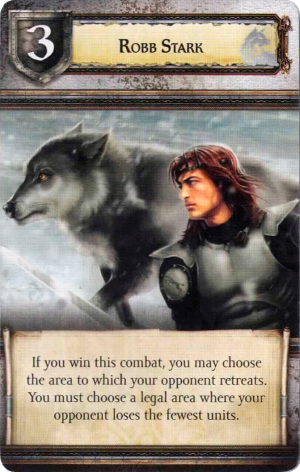 3
Robb Stark
If you win this combat, you may choose
the area to which your opponent retreats.
You must choose a legal area where your
opponent loses the fewest units.